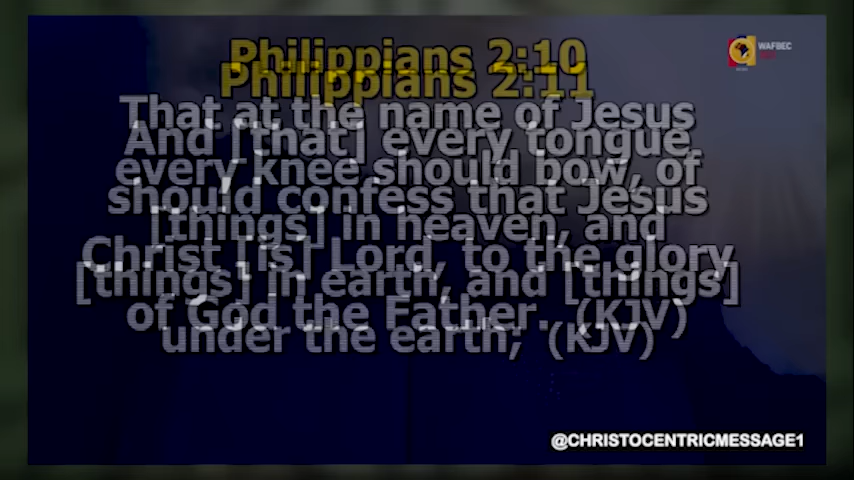 Philippians 2:10
Philippians 2:11
That at the name of Jesus
And [that] every tongue
every knee should bow, of
should confess that Jesus
[things] in heaven, and
Christ [is] Lord, to the glory
[things] in earth, and [things]
of God the Father. (KJV)
under the earth; (KJV)
WAFBEC
@CHRISTOCENTRICMESSAGE1